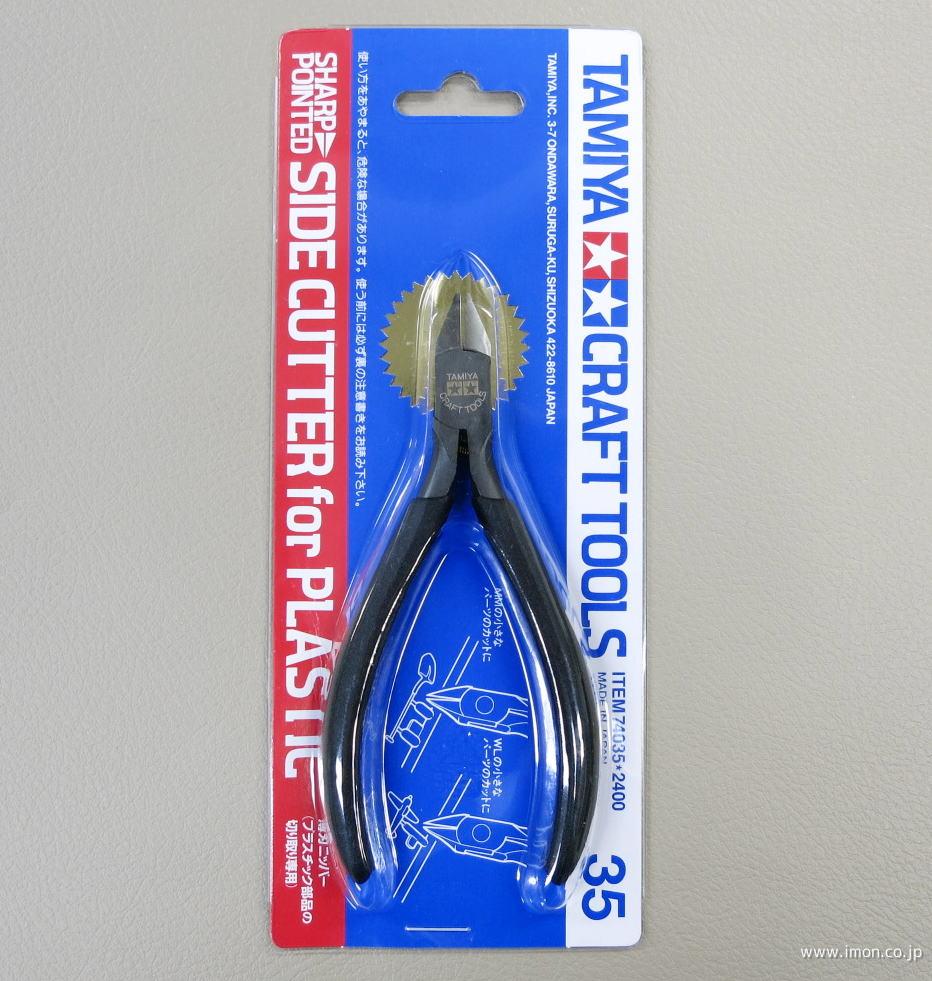 TAMIYA CRAFT TOOLS
ITEM 74035★2400
MADE IN JAPAN
35
TAMIYA,INC. 3-7 ONDAWARA, SURUGA-KU, SHIZUOKA 422-8610 JAPAN
使い方をあやまると、危険な場合があります。使う前には必ず裏の注意書きをお読み下さい。
SHARP
POINTED
SIDE CUTTER for PLASTIC
薄刃ニッパー
(プラスチック部品の
切り取り専用)
TAMIYA
CRAFT TOOLS
MMの小さな
パーツのカットに
WLの小さな
パーツのカットに
www.imon.co.jp